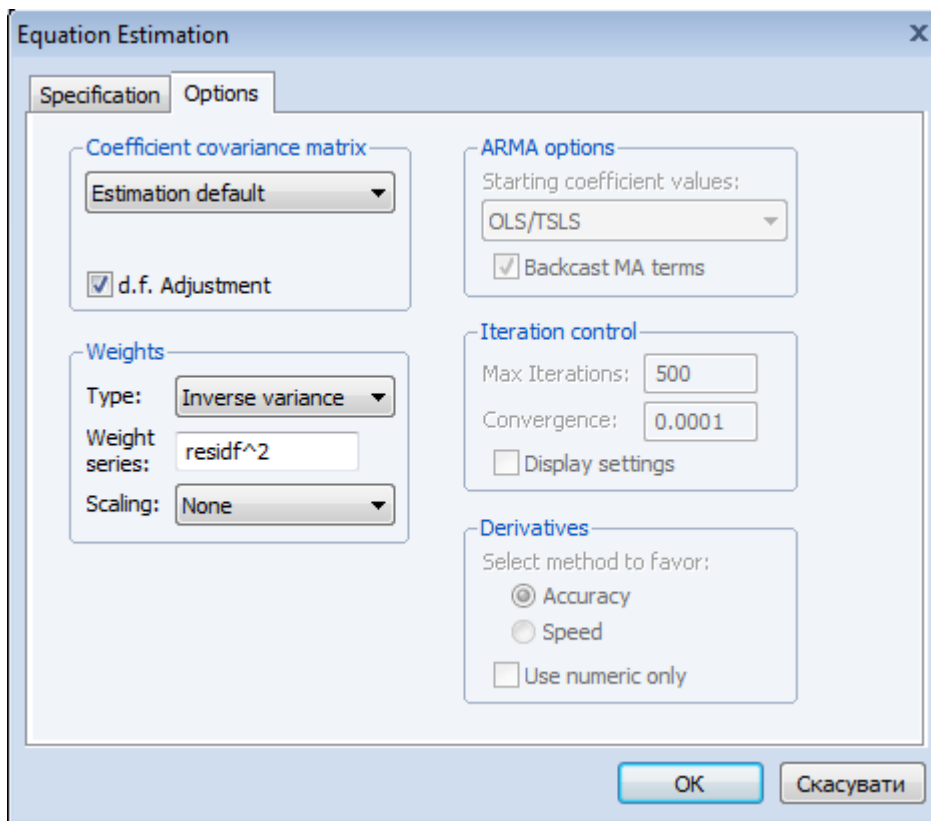 Equation Estimation
Specification
Options
Coefficient covariance matrix
Estimation default
d.f. Adjustment
Weights
Type:
Inverse variance
Weight
series:
residf^2
Scaling:
None
ARMA options
Starting coefficient values:
OLS/TSLS
Backcast MA terms
Iteration control
Max Iterations:
500
Convergence:
0.0001
Display settings
Derivatives
Select method to favor:
Accuracy
Speed
Use numeric only
OK
Скасувати